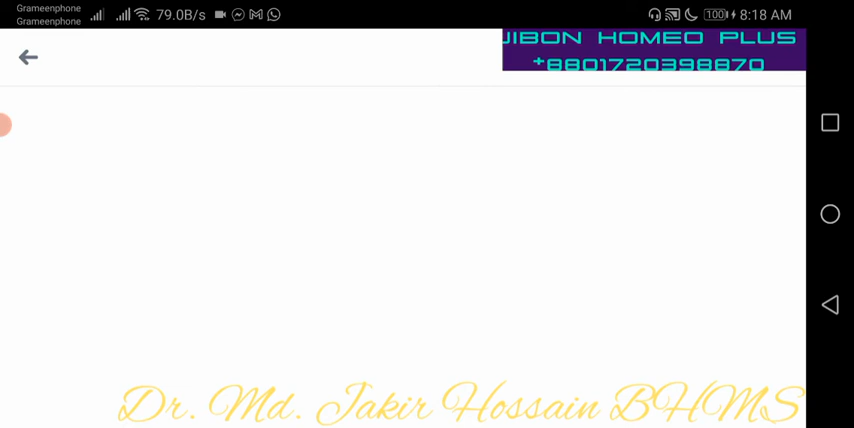 Grameenphone
Grameenphone
79.0B/s
100
8:18 AM
JIBON HOMEO PLUS
+8801720398870
Dr. Md. Jakir Hossain BHMS